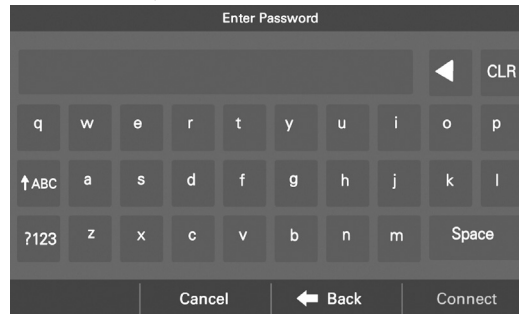 Enter Password
CLR
q w e r t y u i o p
ABC a s d f g h j k l
?123 z x c v b n m Space
Cancel Back Connect